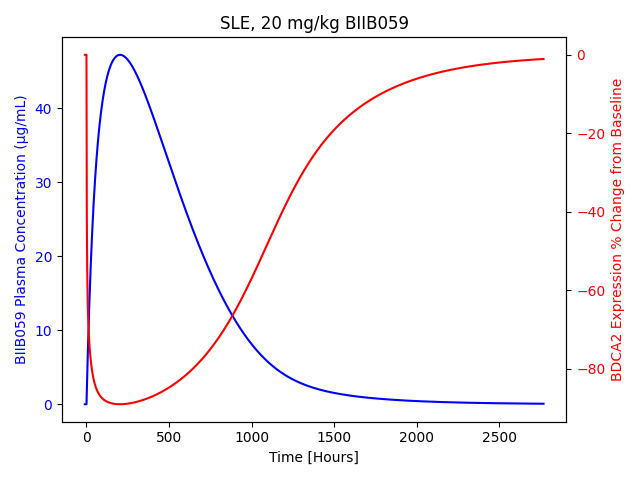 SLE, 20 mg/kg BIIB059
BIIB059 Plasma Concentration (μg/mL)
40
30
20
10
0
0
−20
−40
−60
−80
BDCA2 Expression % Change from Baseline
0 500 1000 1500 2000 2500
Time [Hours]